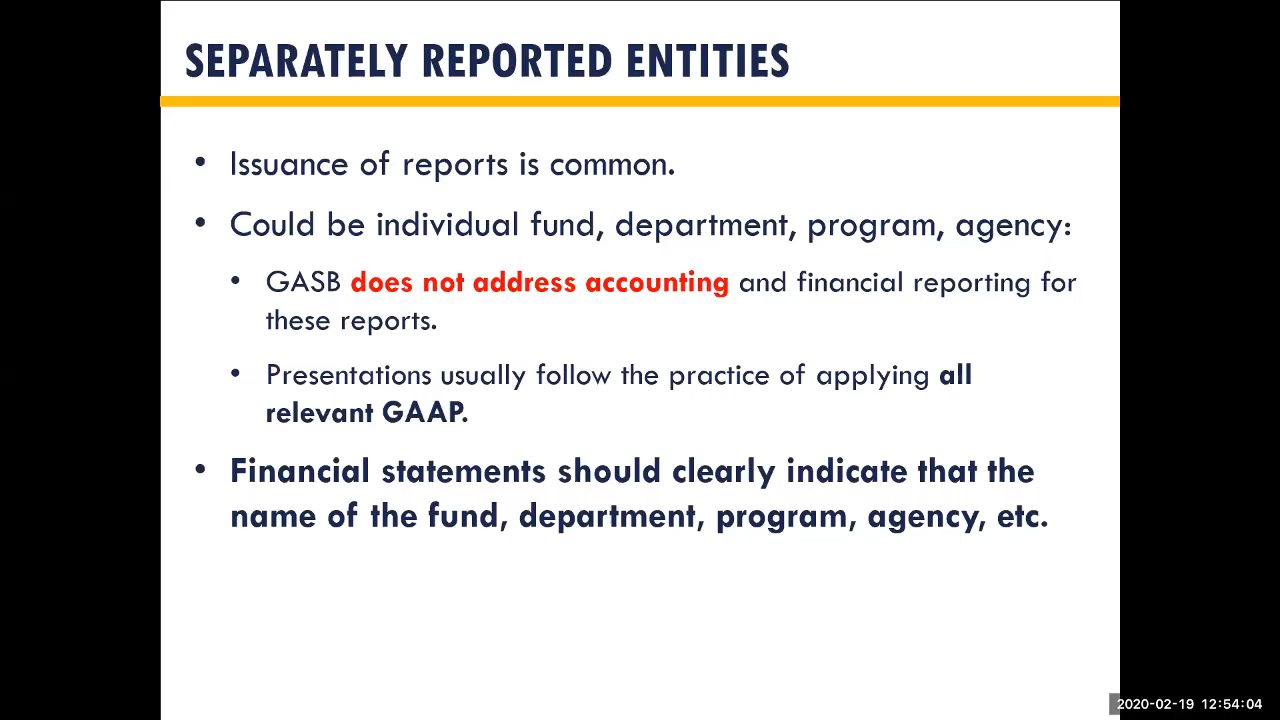 SEPARATELY REPORTED ENTITIES
• Issuance of reports is common.
• Could be individual fund, department, program, agency:
• GASB does not address accounting and financial reporting for
these reports.
• Presentations usually follow the practice of applying all
relevant GAAP.
• Financial statements should clearly indicate that the
name of the fund, department, program, agency, etc.
2020-02-19 12:54:04